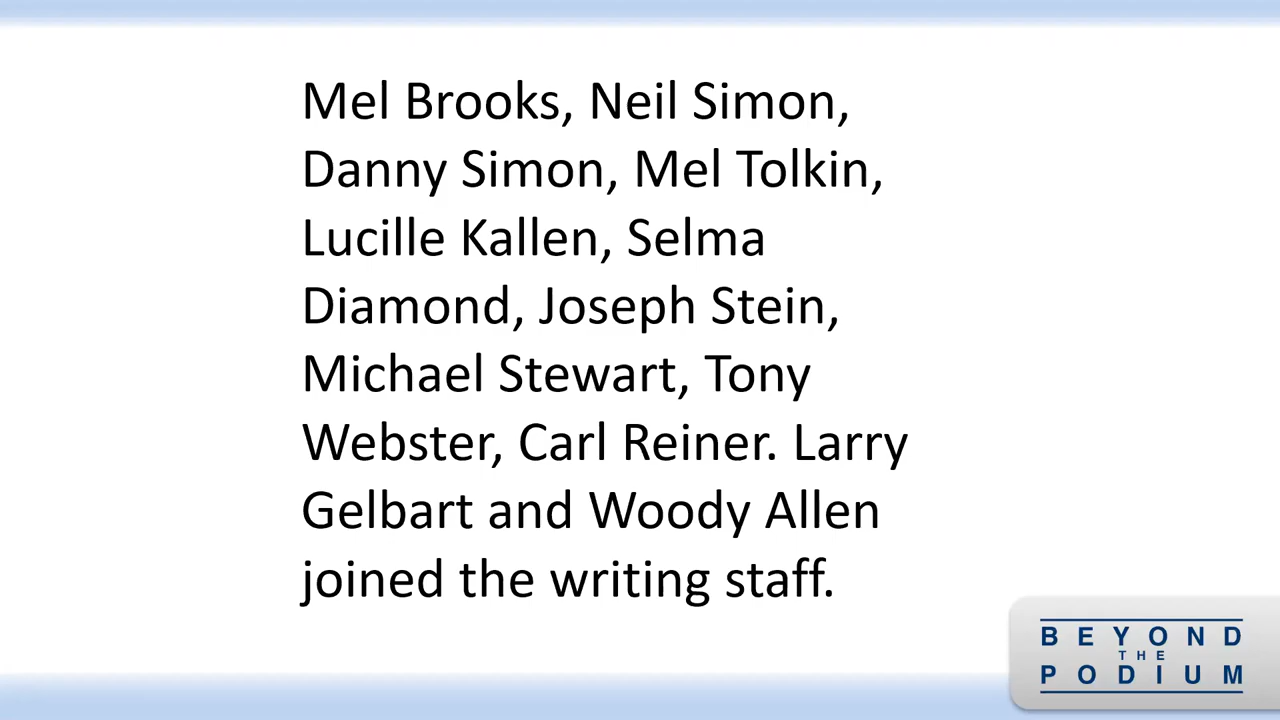 Mel Brooks, Neil Simon,
Danny Simon, Mel Tolkin,
Lucille Kallen, Selma
Diamond, Joseph Stein,
Michael Stewart, Tony
Webster, Carl Reiner. Larry
Gelbart and Woody Allen
joined the writing staff.
BEYOND
THE
PODIUM